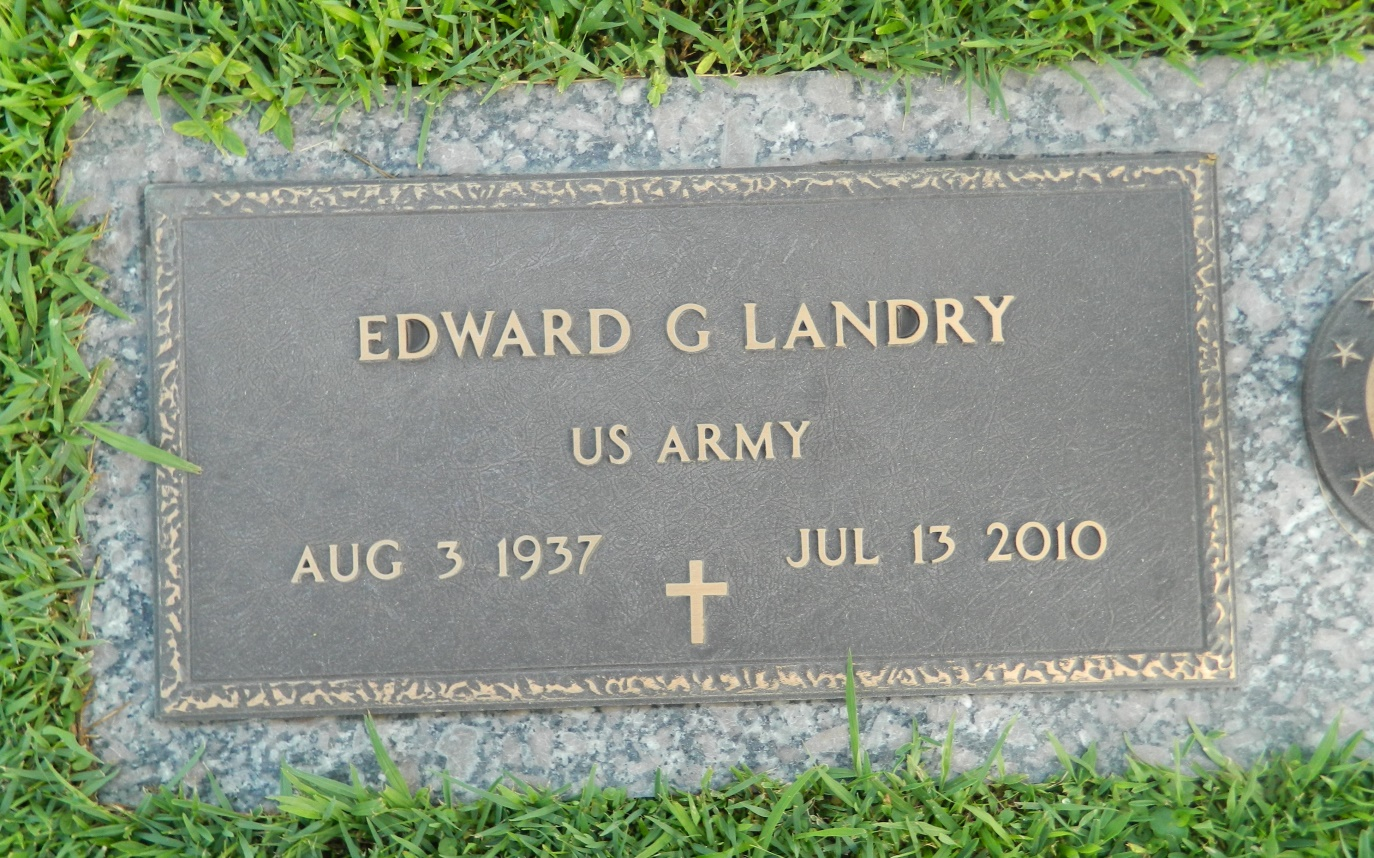 EDWARD G LANDRY
US ARMY
AUG 3 1937 JUL 13 2010